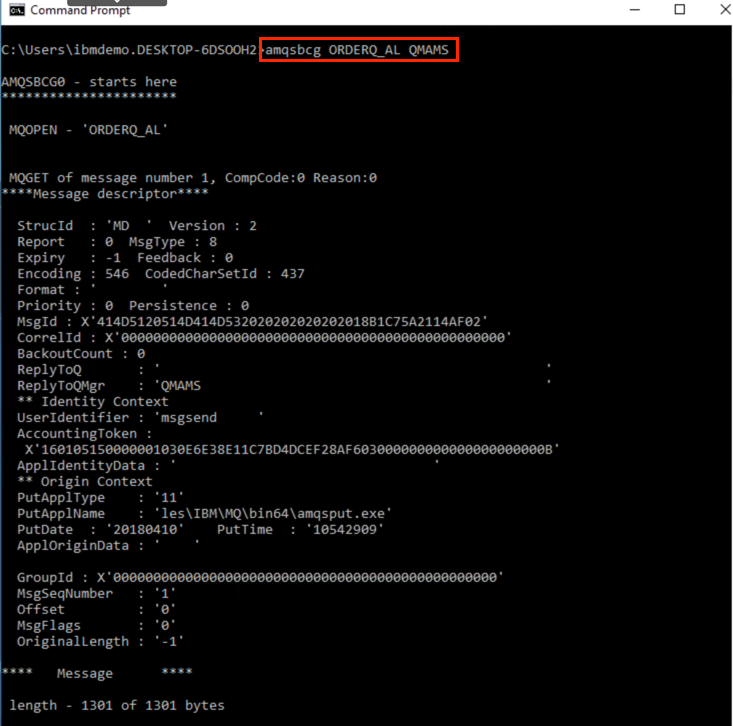 Command Prompt
C:\Users\ibmdemo.DESKTOP-6DSOOH2>amqsbcg ORDERQ_AL QMAMS
AMQSBCG0 - starts here
**********************
MQOPEN - 'ORDERQ_AL'
MQGET of message number 1, CompCode:0 Reason:0
****Message descriptor****
StrucId  : 'MD  '  Version : 2
Report   : 0  MsgType : 8
Expiry   : -1  Feedback : 0
Encoding : 546  CodedCharSetId : 437
Format : '        '
Priority : 0  Persistence : 0
MsgId : X'414D5120514D414D532020202020202018B1C75A2114AF02'
CorrelId : X'000000000000000000000000000000000000000000000000'
BackoutCount : 0
ReplyToQ       : '                                                '
ReplyToQMgr    : 'QMAMS                                           '
** Identity Context
UserIdentifier : 'msgsend     '
AccountingToken :
X'160105150000001030E6E38E11C7BD4DCEF28AF60300000000000000000000000B'
ApplIdentityData : '                                '
** Origin Context
PutApplType    : '11'
PutApplName    : 'les\IBM\MQ\bin64\amqsput.exe'
PutDate  : '20180410'    PutTime  : '10542909'
ApplOriginData : '    '
GroupId : X'000000000000000000000000000000000000000000000000'
MsgSeqNumber   : '1'
Offset         : '0'
MsgFlags       : '0'
OriginalLength : '-1'
****   Message      ****
length - 1301 of 1301 bytes